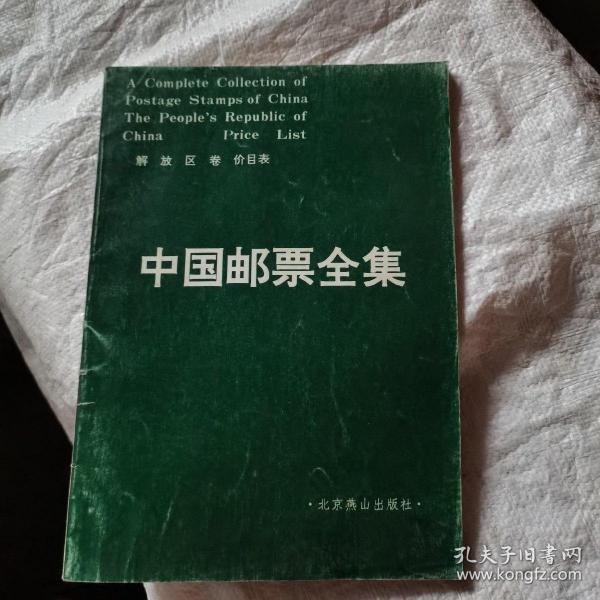 A Complete Collection of
Postage Stamps of China
The People's Republic of
China Price List
解放区卷 价目表
中国邮票全集
·北京燕山出版社·
孔夫子旧书网
www.kongfz.com